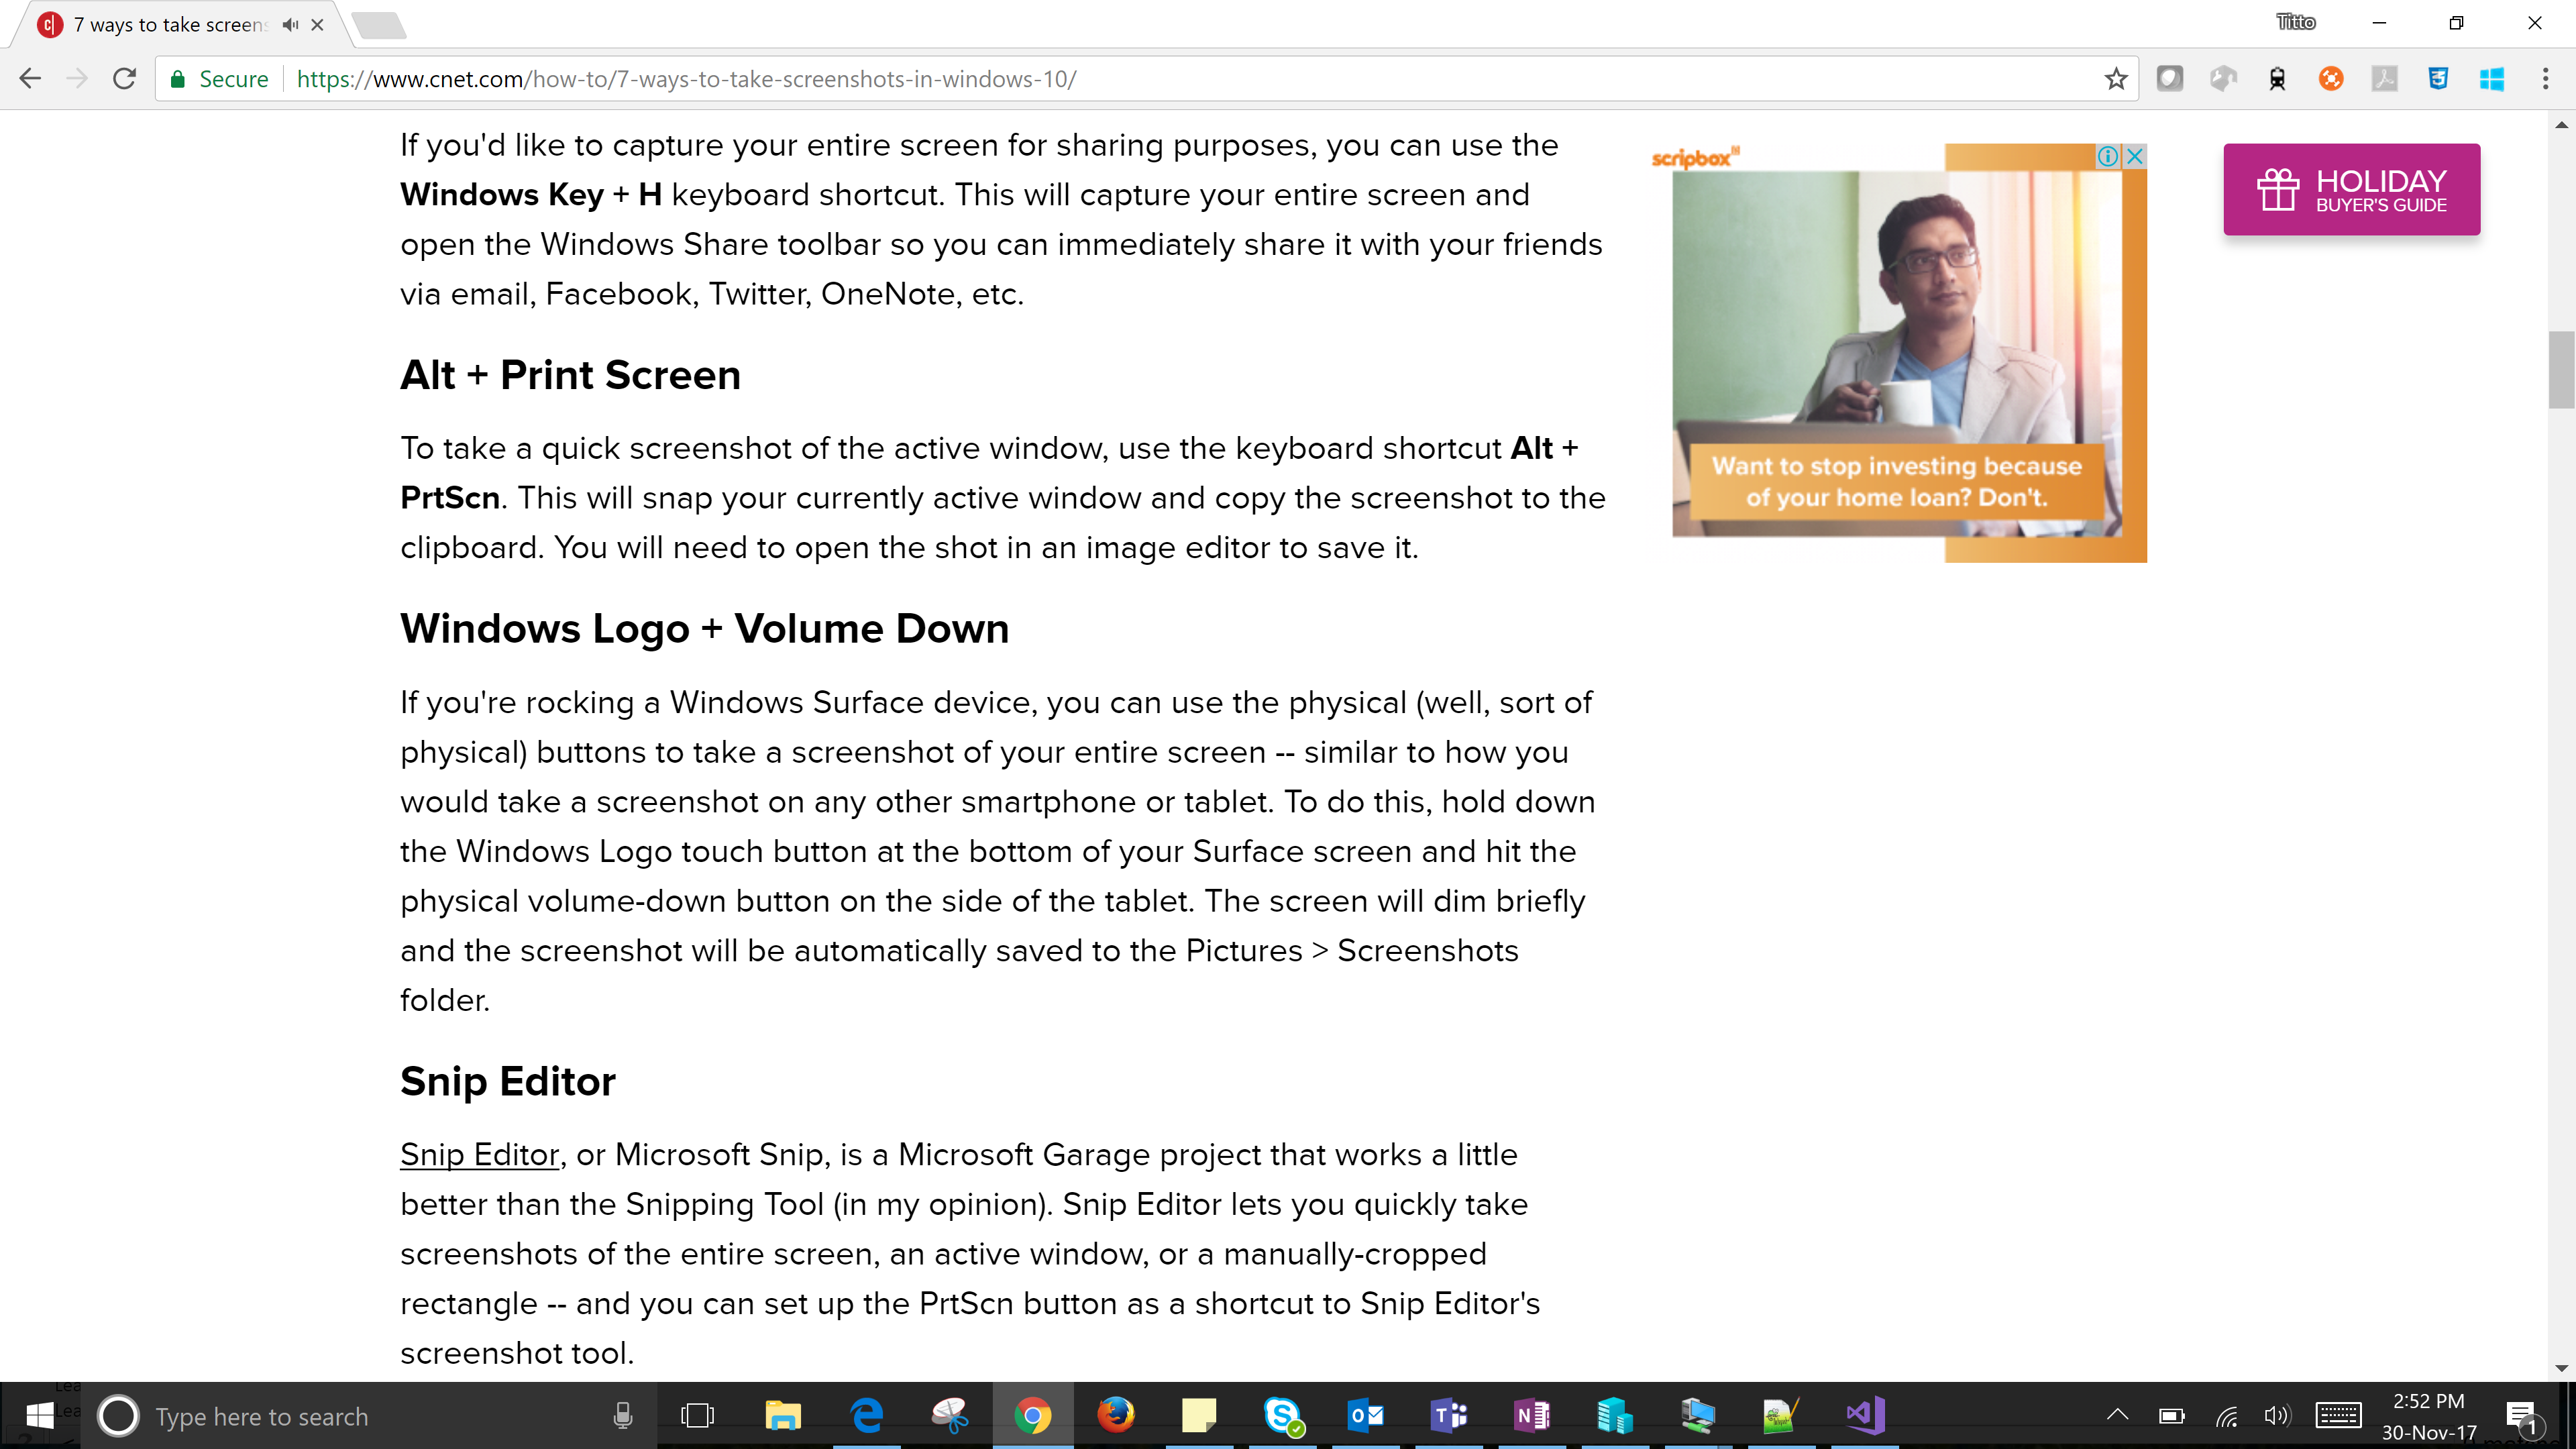 7 ways to take screens
Titto
Secure
https://www.cnet.com/how-to/7-ways-to-take-screenshots-in-windows-10/
If you'd like to capture your entire screen for sharing purposes, you can use the
Windows Key + H keyboard shortcut. This will capture your entire screen and
open the Windows Share toolbar so you can immediately share it with your friends
via email, Facebook, Twitter, OneNote, etc.
scripbox
Want to stop investing because
of your home loan? Don't.
HOLIDAY
BUYER'S GUIDE
Alt + Print Screen
To take a quick screenshot of the active window, use the keyboard shortcut Alt +
PrtScn. This will snap your currently active window and copy the screenshot to the
clipboard. You will need to open the shot in an image editor to save it.
Windows Logo + Volume Down
If you're rocking a Windows Surface device, you can use the physical (well, sort of
physical) buttons to take a screenshot of your entire screen -- similar to how you
would take a screenshot on any other smartphone or tablet. To do this, hold down
the Windows Logo touch button at the bottom of your Surface screen and hit the
physical volume-down button on the side of the tablet. The screen will dim briefly
and the screenshot will be automatically saved to the Pictures > Screenshots
folder.
Snip Editor
Snip Editor, or Microsoft Snip, is a Microsoft Garage project that works a little
better than the Snipping Tool (in my opinion). Snip Editor lets you quickly take
screenshots of the entire screen, an active window, or a manually-cropped
rectangle -- and you can set up the PrtScn button as a shortcut to Snip Editor's
screenshot tool.
Type here to search
2:52 PM
30-Nov-17
1